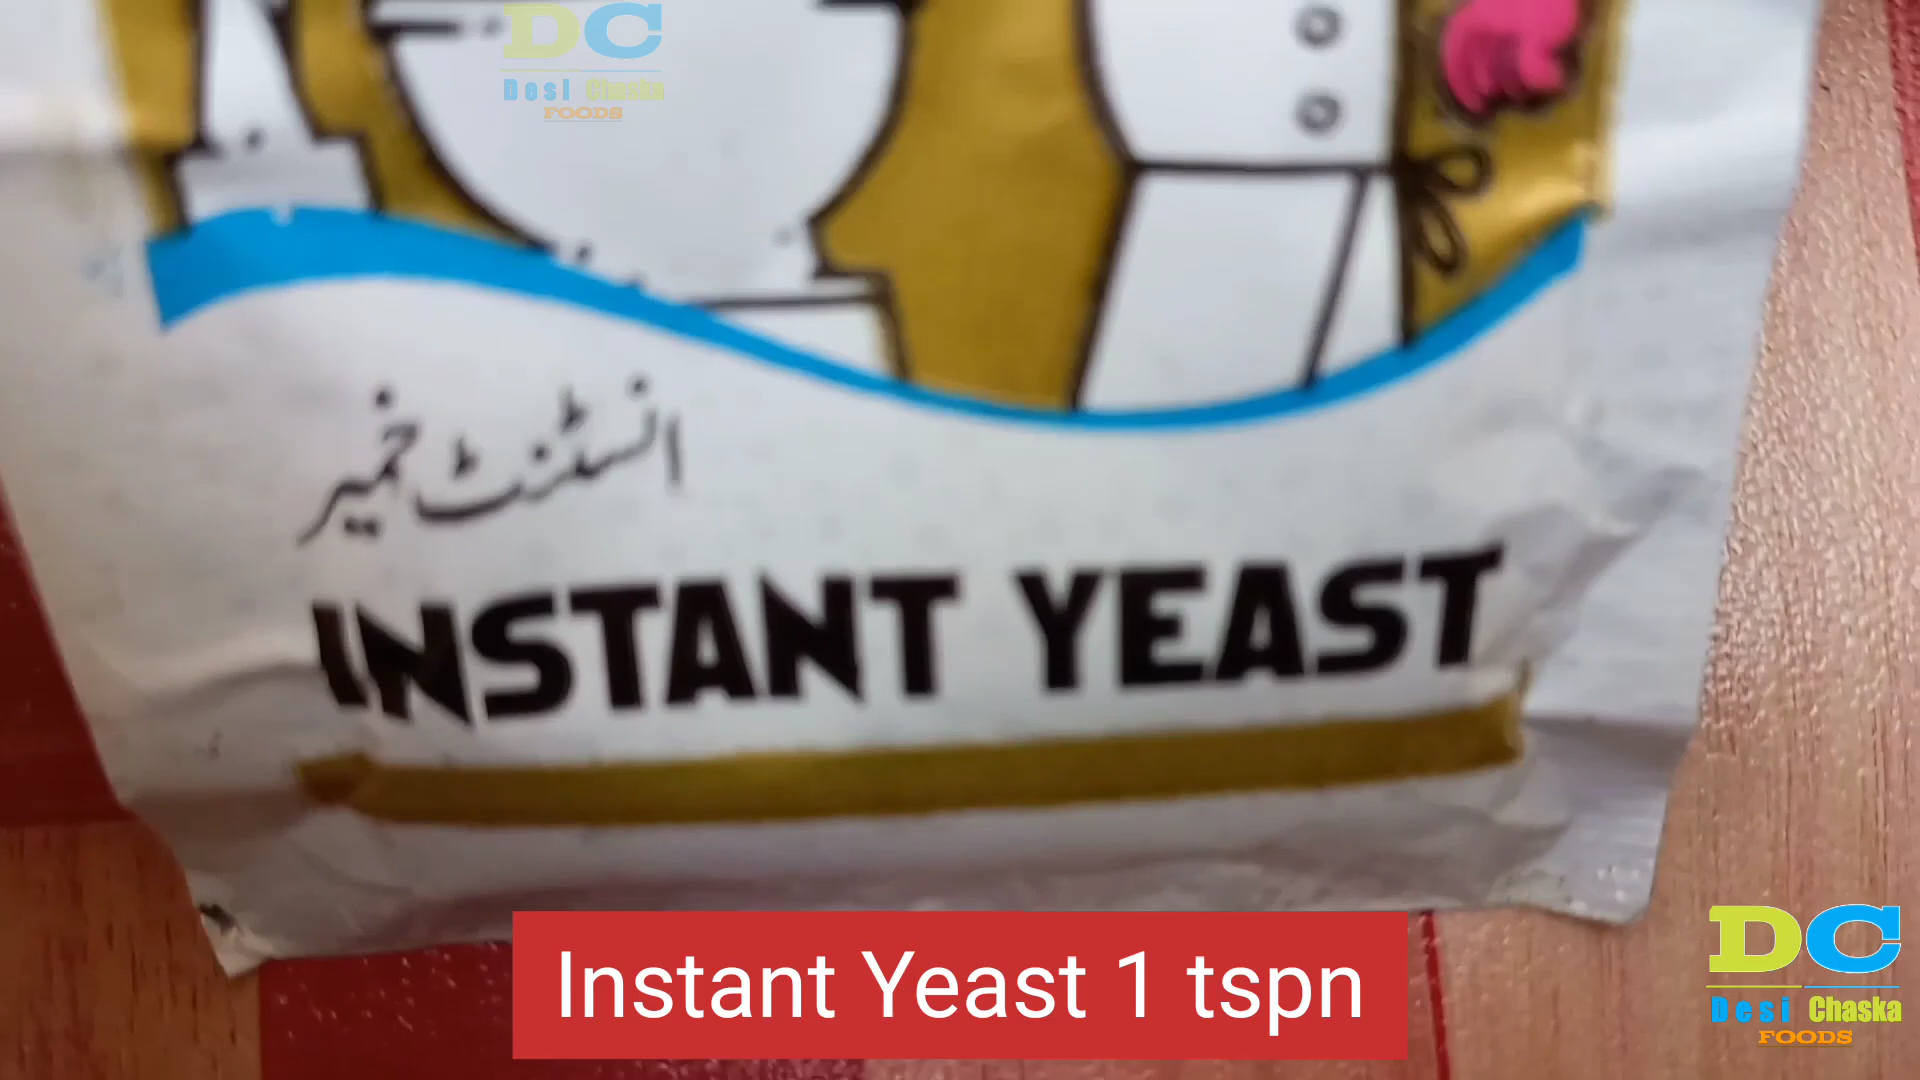 DC
Desi Chaska
FOODS
انسٹنٹ خمیر
INSTANT YEAST
Instant Yeast 1 tspn
DC
Desi Chaska
FOODS